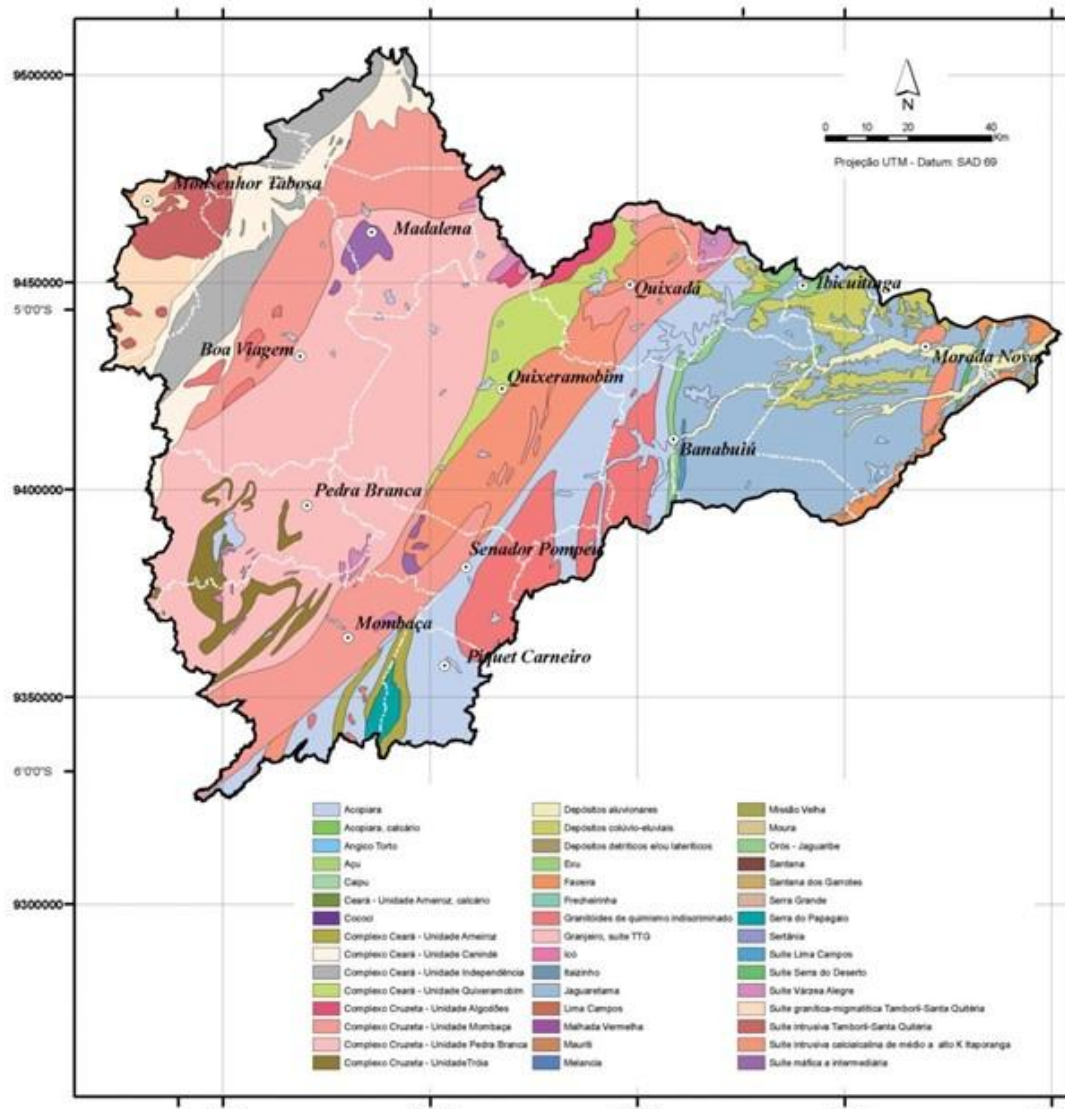 9500000
N
0 10 20 40
Km
Projeção UTM - Datum: SAD 69
Monsenhor Tabosa
Madalena
9450000
Quixadá
Ibicuitinga
5°0'0"S
Boa Viagem
Morada Nova
Quixeramobim
Banabuiú
9400000
Pedra Branca
Senador Pompeu
Mombaça
Piquet Carneiro
9350000
6°0'0"S
9300000
Acopiara
Acopiara, calcário
Angico Torto
Açu
Caipu
Ceará - Unidade Arneiroz, calcário
Cococi
Complexo Ceará - Unidade Arneiroz
Complexo Ceará - Unidade Canindé
Complexo Ceará - Unidade Independência
Complexo Ceará - Unidade Quixeramobim
Complexo Cruzeta - Unidade Algodões
Complexo Cruzeta - Unidade Mombaça
Complexo Cruzeta - Unidade Pedra Branca
Complexo Cruzeta - UnidadeTróia
Depósitos aluvionares
Depósitos colúvio-eluviais
Depósitos detríticos e/ou lateríticos
Exu
Faxeira
Frecheirinha
Granitóides de quimismo indiscriminado
Granjeiro, suite TTG
Icó
Itaizinho
Jaguaretama
Lima Campos
Malhada Vermelha
Mauriti
Melancia
Missão Velha
Moura
Orós - Jaguaribe
Santana
Santana dos Garrotes
Serra Grande
Serra do Papagaio
Sertânia
Suíte Lima Campos
Suíte Serra do Deserto
Suíte Várzea Alegre
Suíte granítica-migmatítica Tamboril-Santa Quitéria
Suíte intrusiva Tamboril-Santa Quitéria
Suíte intrusiva calcialcalina de médio a alto K Itaporanga
Suíte máfica a intermediária